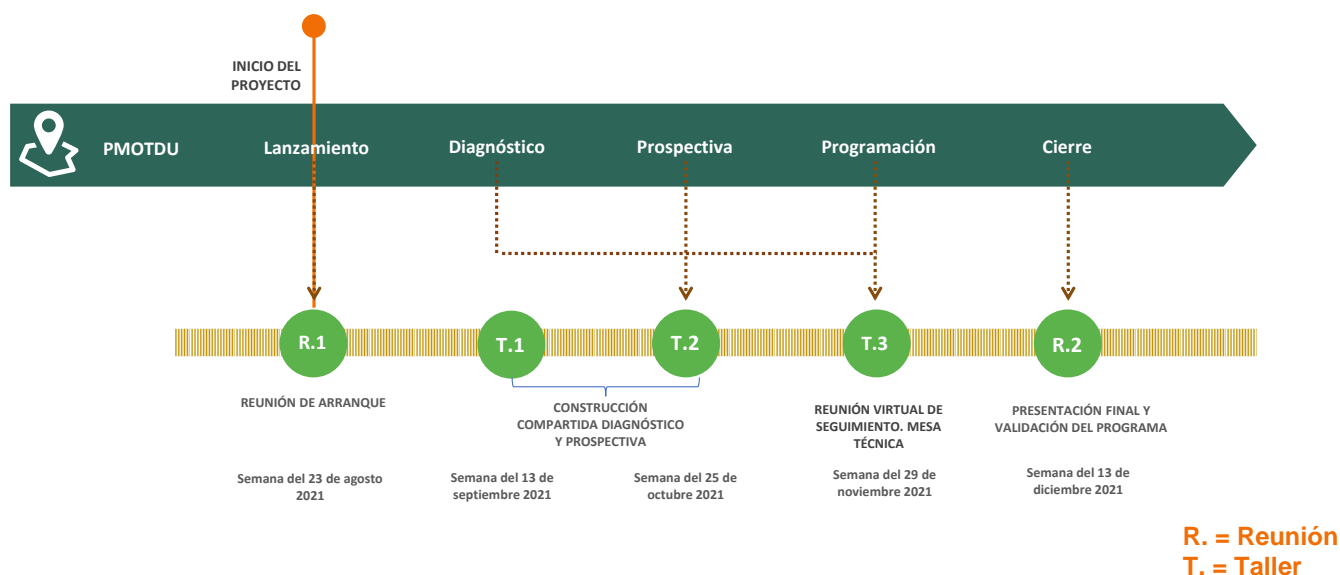 INICIO DEL
PROYECTO
PMOTDU
Lanzamiento
Diagnóstico
Prospectiva
Programación
Cierre
R.1
T.1
T.2
T.3
R.2
REUNIÓN DE ARRANQUE
CONSTRUCCIÓN
COMPARTIDA DIAGNÓSTICO
Y PROSPECTIVA
REUNIÓN VIRTUAL DE
SEGUIMIENTO. MESA
TÉCNICA
PRESENTACIÓN FINAL Y
VALIDACIÓN DEL PROGRAMA
Semana del 23 de agosto
2021
Semana del 13 de
septiembre 2021
Semana del 25 de
octubre 2021
Semana del 29 de
noviembre 2021
Semana del 13 de
diciembre 2021
R. = Reunión
T. = Taller